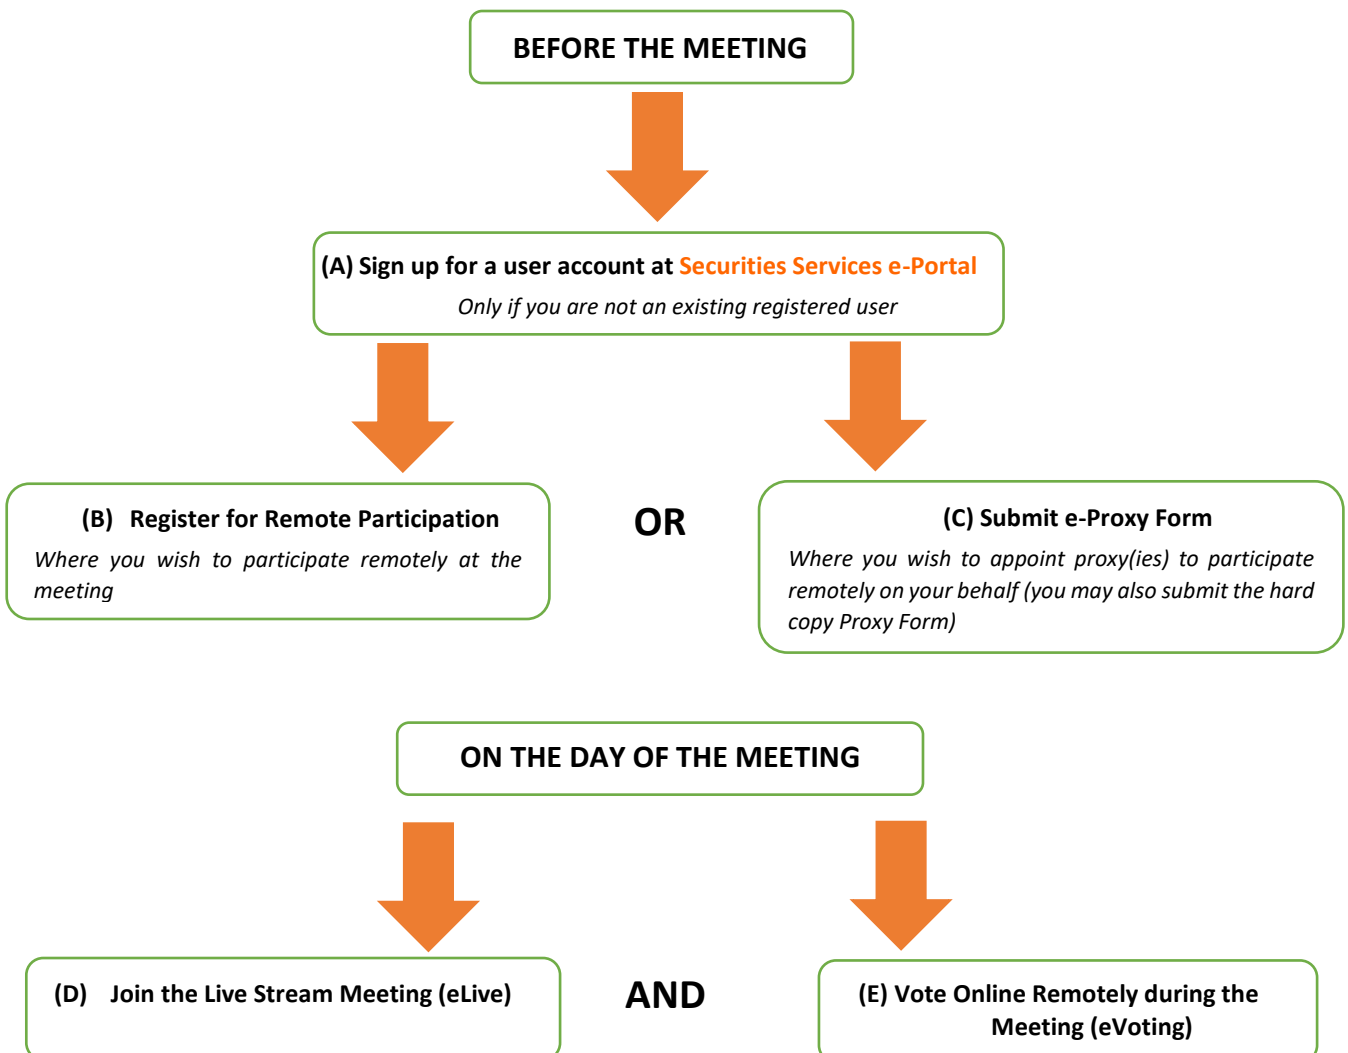 BEFORE THE MEETING
(A) Sign up for a user account at Securities Services e-Portal
Only if you are not an existing registered user
(B) Register for Remote Participation
Where you wish to participate remotely at the
meeting
OR
(C) Submit e-Proxy Form
Where you wish to appoint proxy(ies) to participate
remotely on your behalf (you may also submit the hard
copy Proxy Form)
ON THE DAY OF THE MEETING
(D) Join the Live Stream Meeting (eLive)
AND
(E) Vote Online Remotely during the
Meeting (eVoting)